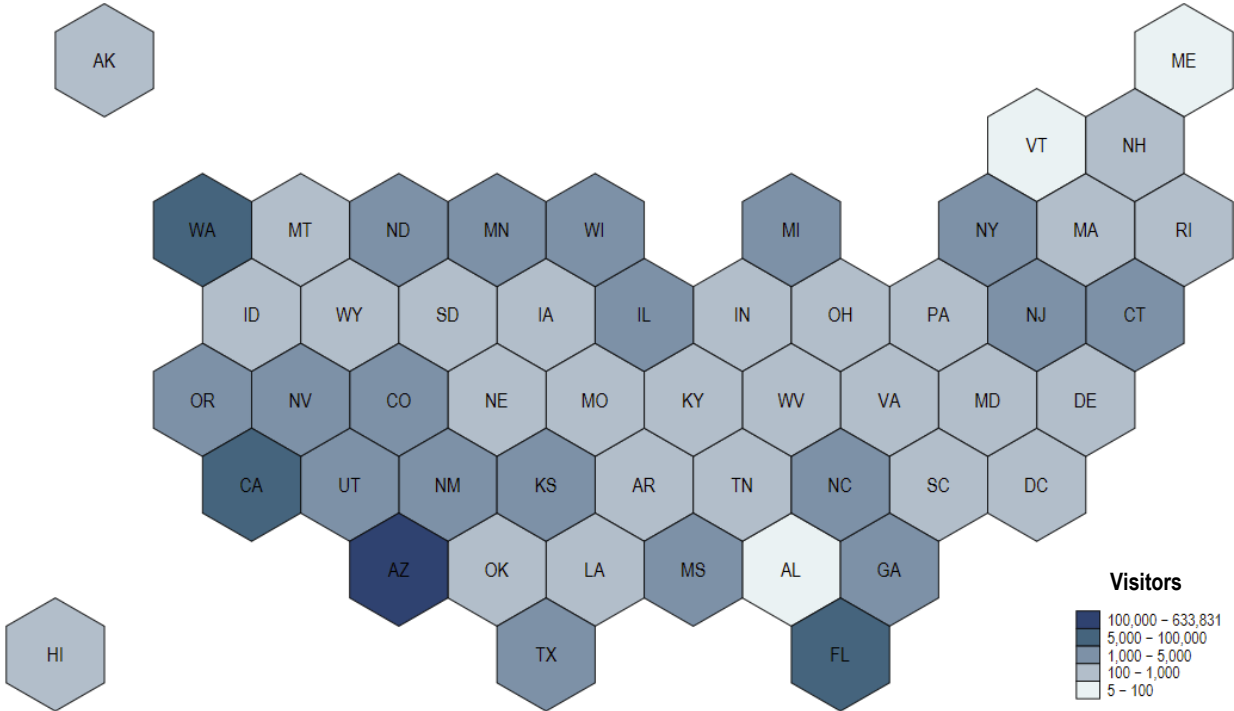 AK
ME
VT NH
WA MT ND MN WI MI NY MA RI
ID WY SD IA IL IN OH PA NJ CT
OR NV CO NE MO KY WV VA MD DE
CA UT NM KS AR TN NC SC DC
AZ OK LA MS AL GA
HI TX FL
Visitors
100,000 – 633,831
5,000 – 100,000
1,000 – 5,000
100 – 1,000
5 – 100